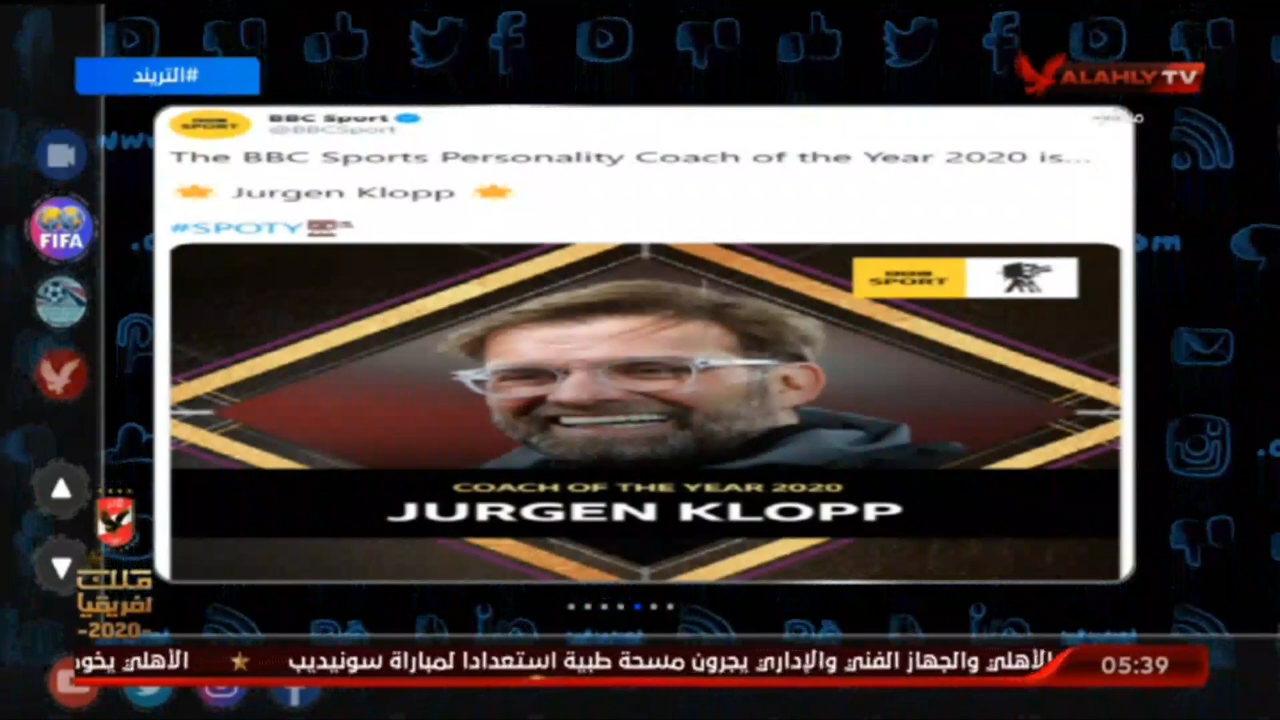 #التريند
ALAHLY TV
BBC Sport
@BBCSport
The BBC Sports Personality Coach of the Year 2020 is...
Jurgen Klopp
#SPOTY
SPORT
FIFA
COACH OF THE YEAR 2020
JURGEN KLOPP
ملك
افريقيا
-2020-
الأهلي والجهاز الفني والإداري يجرون مسحة طبية استعدادا لمباراة سونيديب
الأهلي
05:39